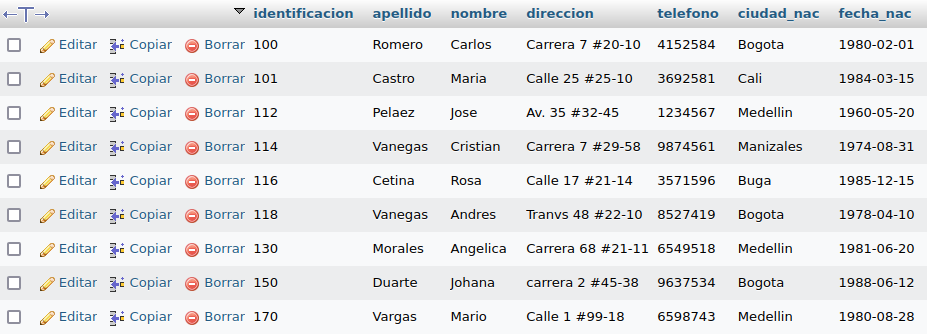 identificacion apellido nombre direccion telefono ciudad_nac fecha_nac
Editar Copiar Borrar 100 Romero Carlos Carrera 7 #20-10 4152584 Bogota 1980-02-01
Editar Copiar Borrar 101 Castro Maria Calle 25 #25-10 3692581 Cali 1984-03-15
Editar Copiar Borrar 112 Pelaez Jose Av. 35 #32-45 1234567 Medellin 1960-05-20
Editar Copiar Borrar 114 Vanegas Cristian Carrera 7 #29-58 9874561 Manizales 1974-08-31
Editar Copiar Borrar 116 Cetina Rosa Calle 17 #21-14 3571596 Buga 1985-12-15
Editar Copiar Borrar 118 Vanegas Andres Tranvs 48 #22-10 8527419 Bogota 1978-04-10
Editar Copiar Borrar 130 Morales Angelica Carrera 68 #21-11 6549518 Medellin 1981-06-20
Editar Copiar Borrar 150 Duarte Johana carrera 2 #45-38 9637534 Bogota 1988-06-12
Editar Copiar Borrar 170 Vargas Mario Calle 1 #99-18 6598743 Medellin 1980-08-28